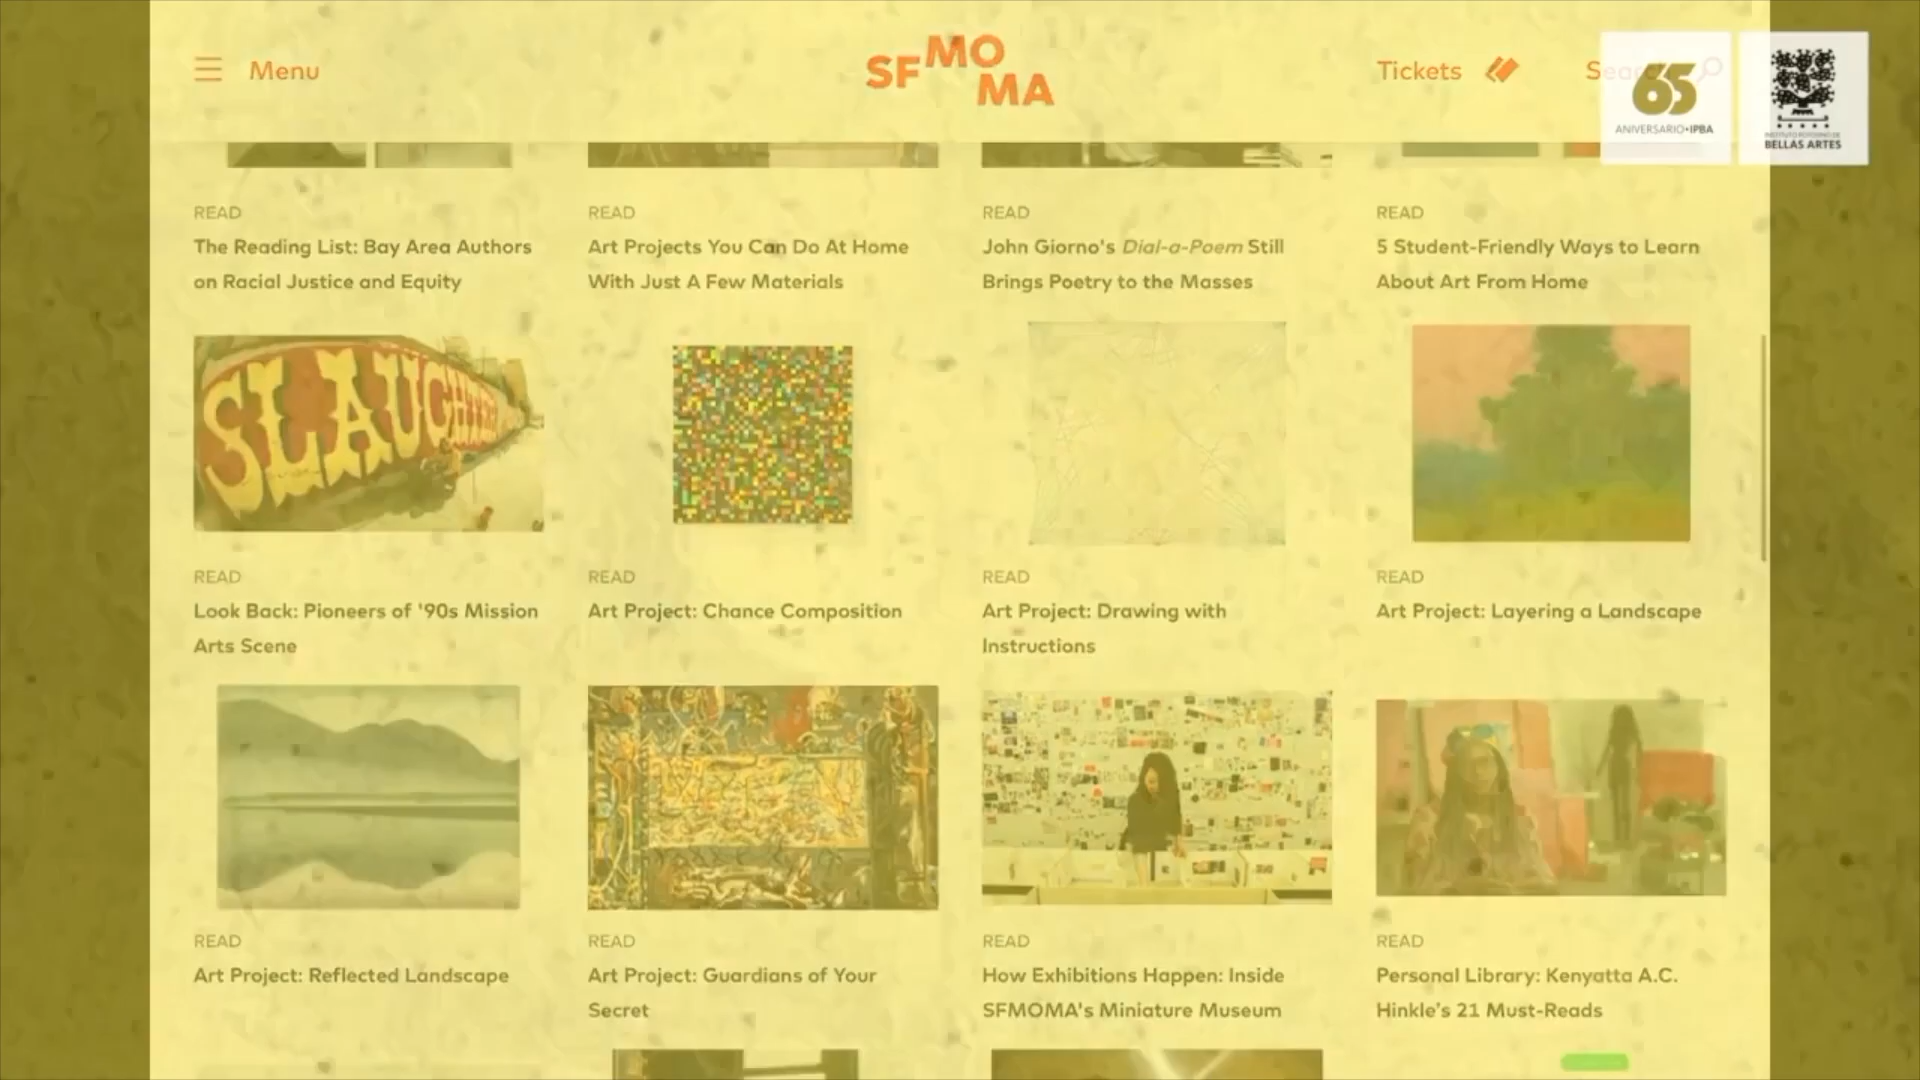 Menu
SFMOMA
Tickets
65
ANIVERSARIO•IPBA
BELLAS ARTES
READ
The Reading List: Bay Area Authors
on Racial Justice and Equity
READ
Art Projects You Can Do At Home
With Just A Few Materials
READ
John Giorno's Dial-a-Poem Still
Brings Poetry to the Masses
READ
5 Student-Friendly Ways to Learn
About Art From Home
SLAUGHTER
READ
Look Back: Pioneers of '90s Mission
Arts Scene
READ
Art Project: Chance Composition
READ
Art Project: Drawing with
Instructions
READ
Art Project: Layering a Landscape
READ
Art Project: Reflected Landscape
READ
Art Project: Guardians of Your
Secret
READ
How Exhibitions Happen: Inside
SFMOMA's Miniature Museum
READ
Personal Library: Kenyatta A.C.
Hinkle's 21 Must-Reads